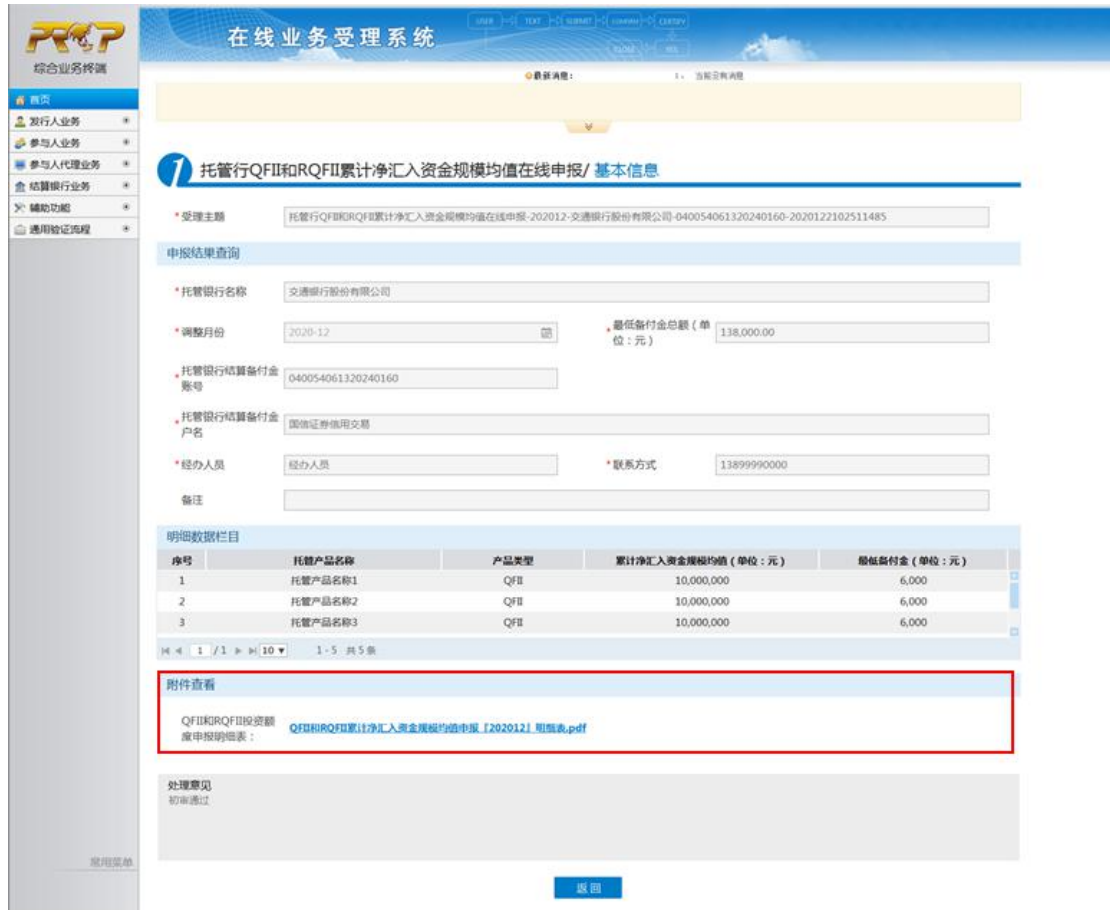 PROP
综合业务终端
在线业务受理系统
USER TEXT SUBMIT CONFIRM CERTIFY
最新消息：
1、 当前没有消息
首页
发行人业务
参与人业务
参与人代理业务
结算银行业务
辅助功能
通用验证流程
1 托管行QFII和RQFII累计净汇入资金规模均值在线申报/ 基本信息
*受理主题 托管行QFII和RQFII累计净汇入资金规模均值在线申报-202012-交通银行股份有限公司-040054061320240160-2020122102511485
申报结果查询
*托管银行名称 交通银行股份有限公司
*调整月份 2020-12
*最低备付金总额（单
位：元） 138,000.00
*托管银行结算备付金
账号 040054061320240160
*托管银行结算备付金
户名 国信证券信用交易
*经办人员 经办人员 *联系方式 13899990000
备注
明细数据栏目
序号 托管产品名称 产品类型 累计净汇入资金规模均值（单位：元） 最低备付金（单位：元）
1 托管产品名称1 QFII 10,000,000 6,000
2 托管产品名称2 QFII 10,000,000 6,000
3 托管产品名称3 QFII 10,000,000 6,000
1 /1 10 1-5 共5条
附件查看
QFII和RQFII投资额
度申报明细表：
QFII和RQFII累计净汇入资金规模均值申报『202012』明细表.pdf
处理意见
初审通过
常用菜单
返回